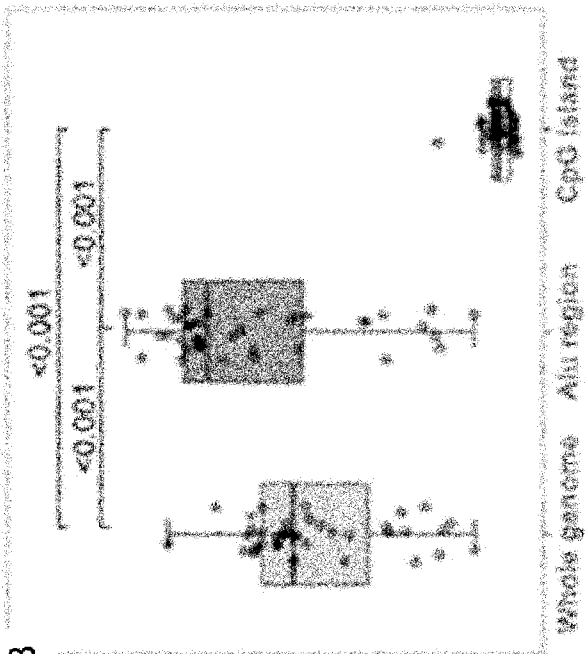 B
<0.001
<0.001
<0.001
Whole genome
Alu region
CpG island